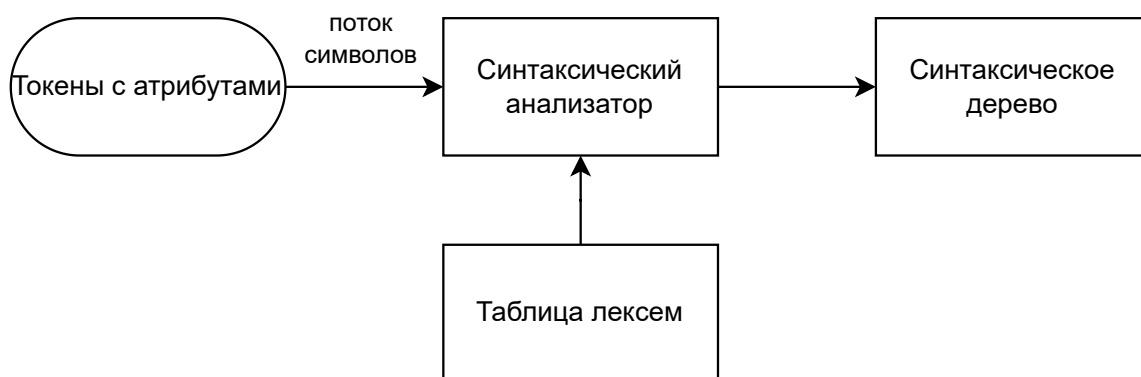 Токены с атрибутами
поток
символов
Синтаксический
анализатор
Синтаксическое
дерево
Таблица лексем